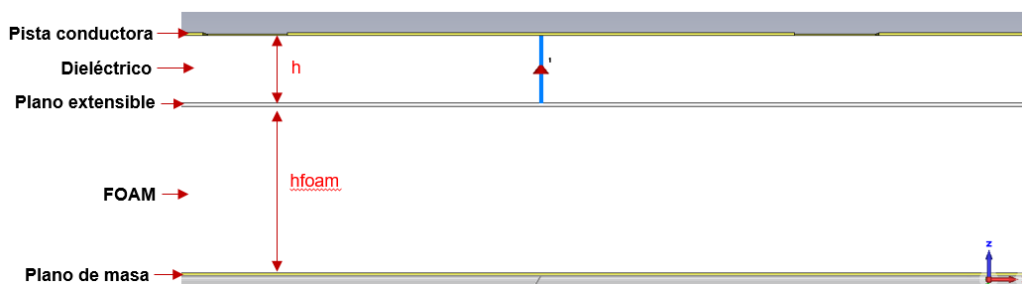 Pista conductora
Dieléctrico
h
'
Plano extensible
hfoam
FOAM
Plano de masa
z